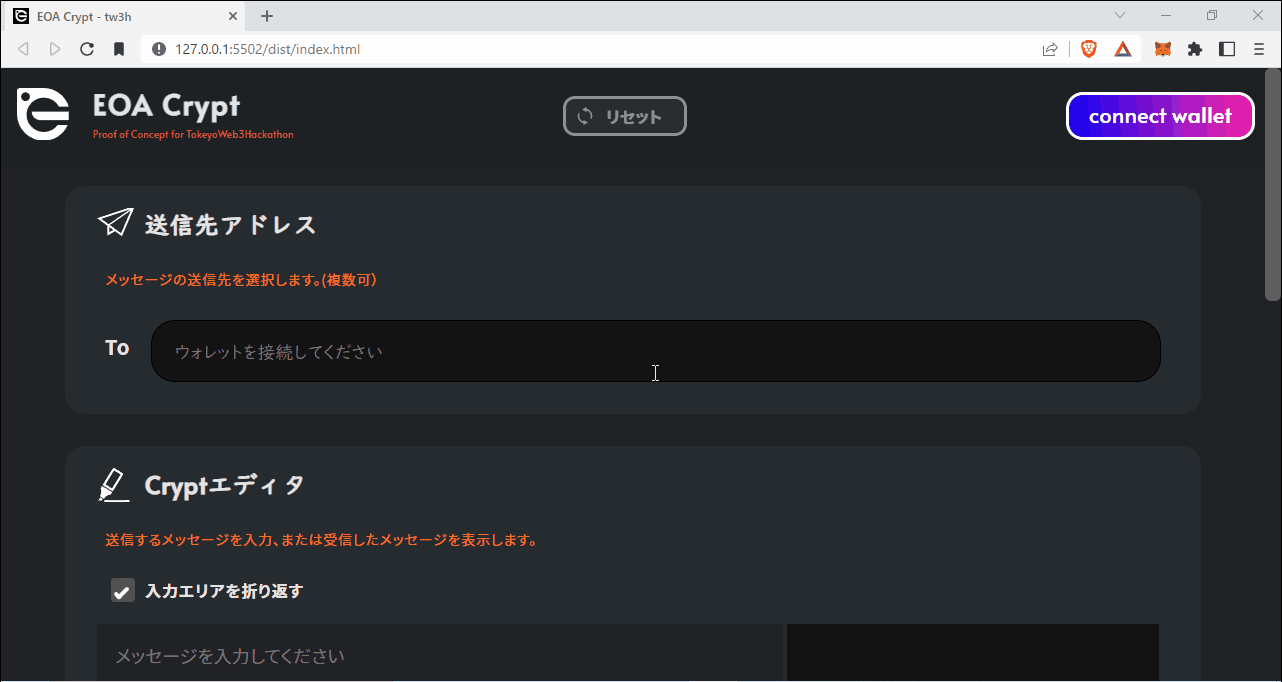 EOA Crypt - tw3h
127.0.0.1:5502/dist/index.html
EOA Crypt
Proof of Concept for TokeyoWeb3Hackathon
リセット
connect wallet
送信先アドレス
メッセージの送信先を選択します。(複数可)
To
ウォレットを接続してください
Cryptエディタ
送信するメッセージを入力、または受信したメッセージを表示します。
入力エリアを折り返す
メッセージを入力してください